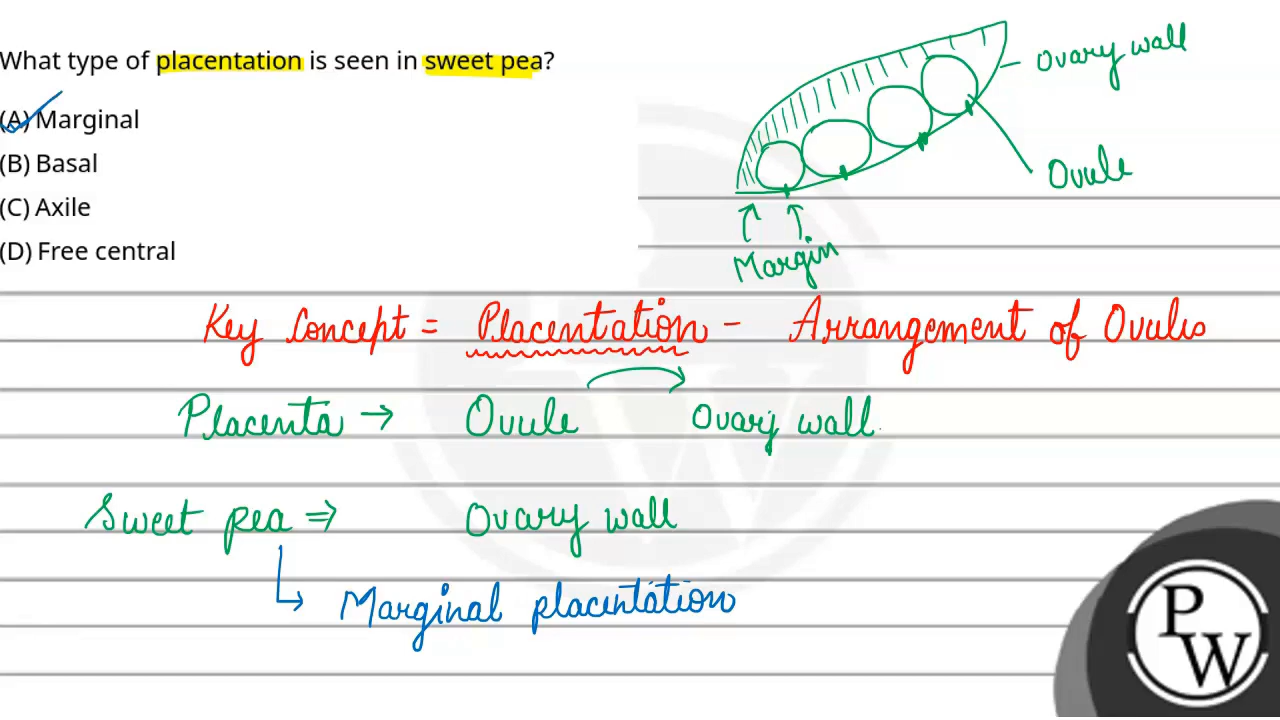 What type of placentation is seen in sweet pea?
(A) Marginal
(B) Basal
(C) Axile
(D) Free central
Ovary wall
Ovule
Margin
Key Concept = Placentation - Arrangement of Ovules
Placenta → Ovule Ovary wall
Sweet pea ⇒ Ovary wall
Marginal placentation
PW